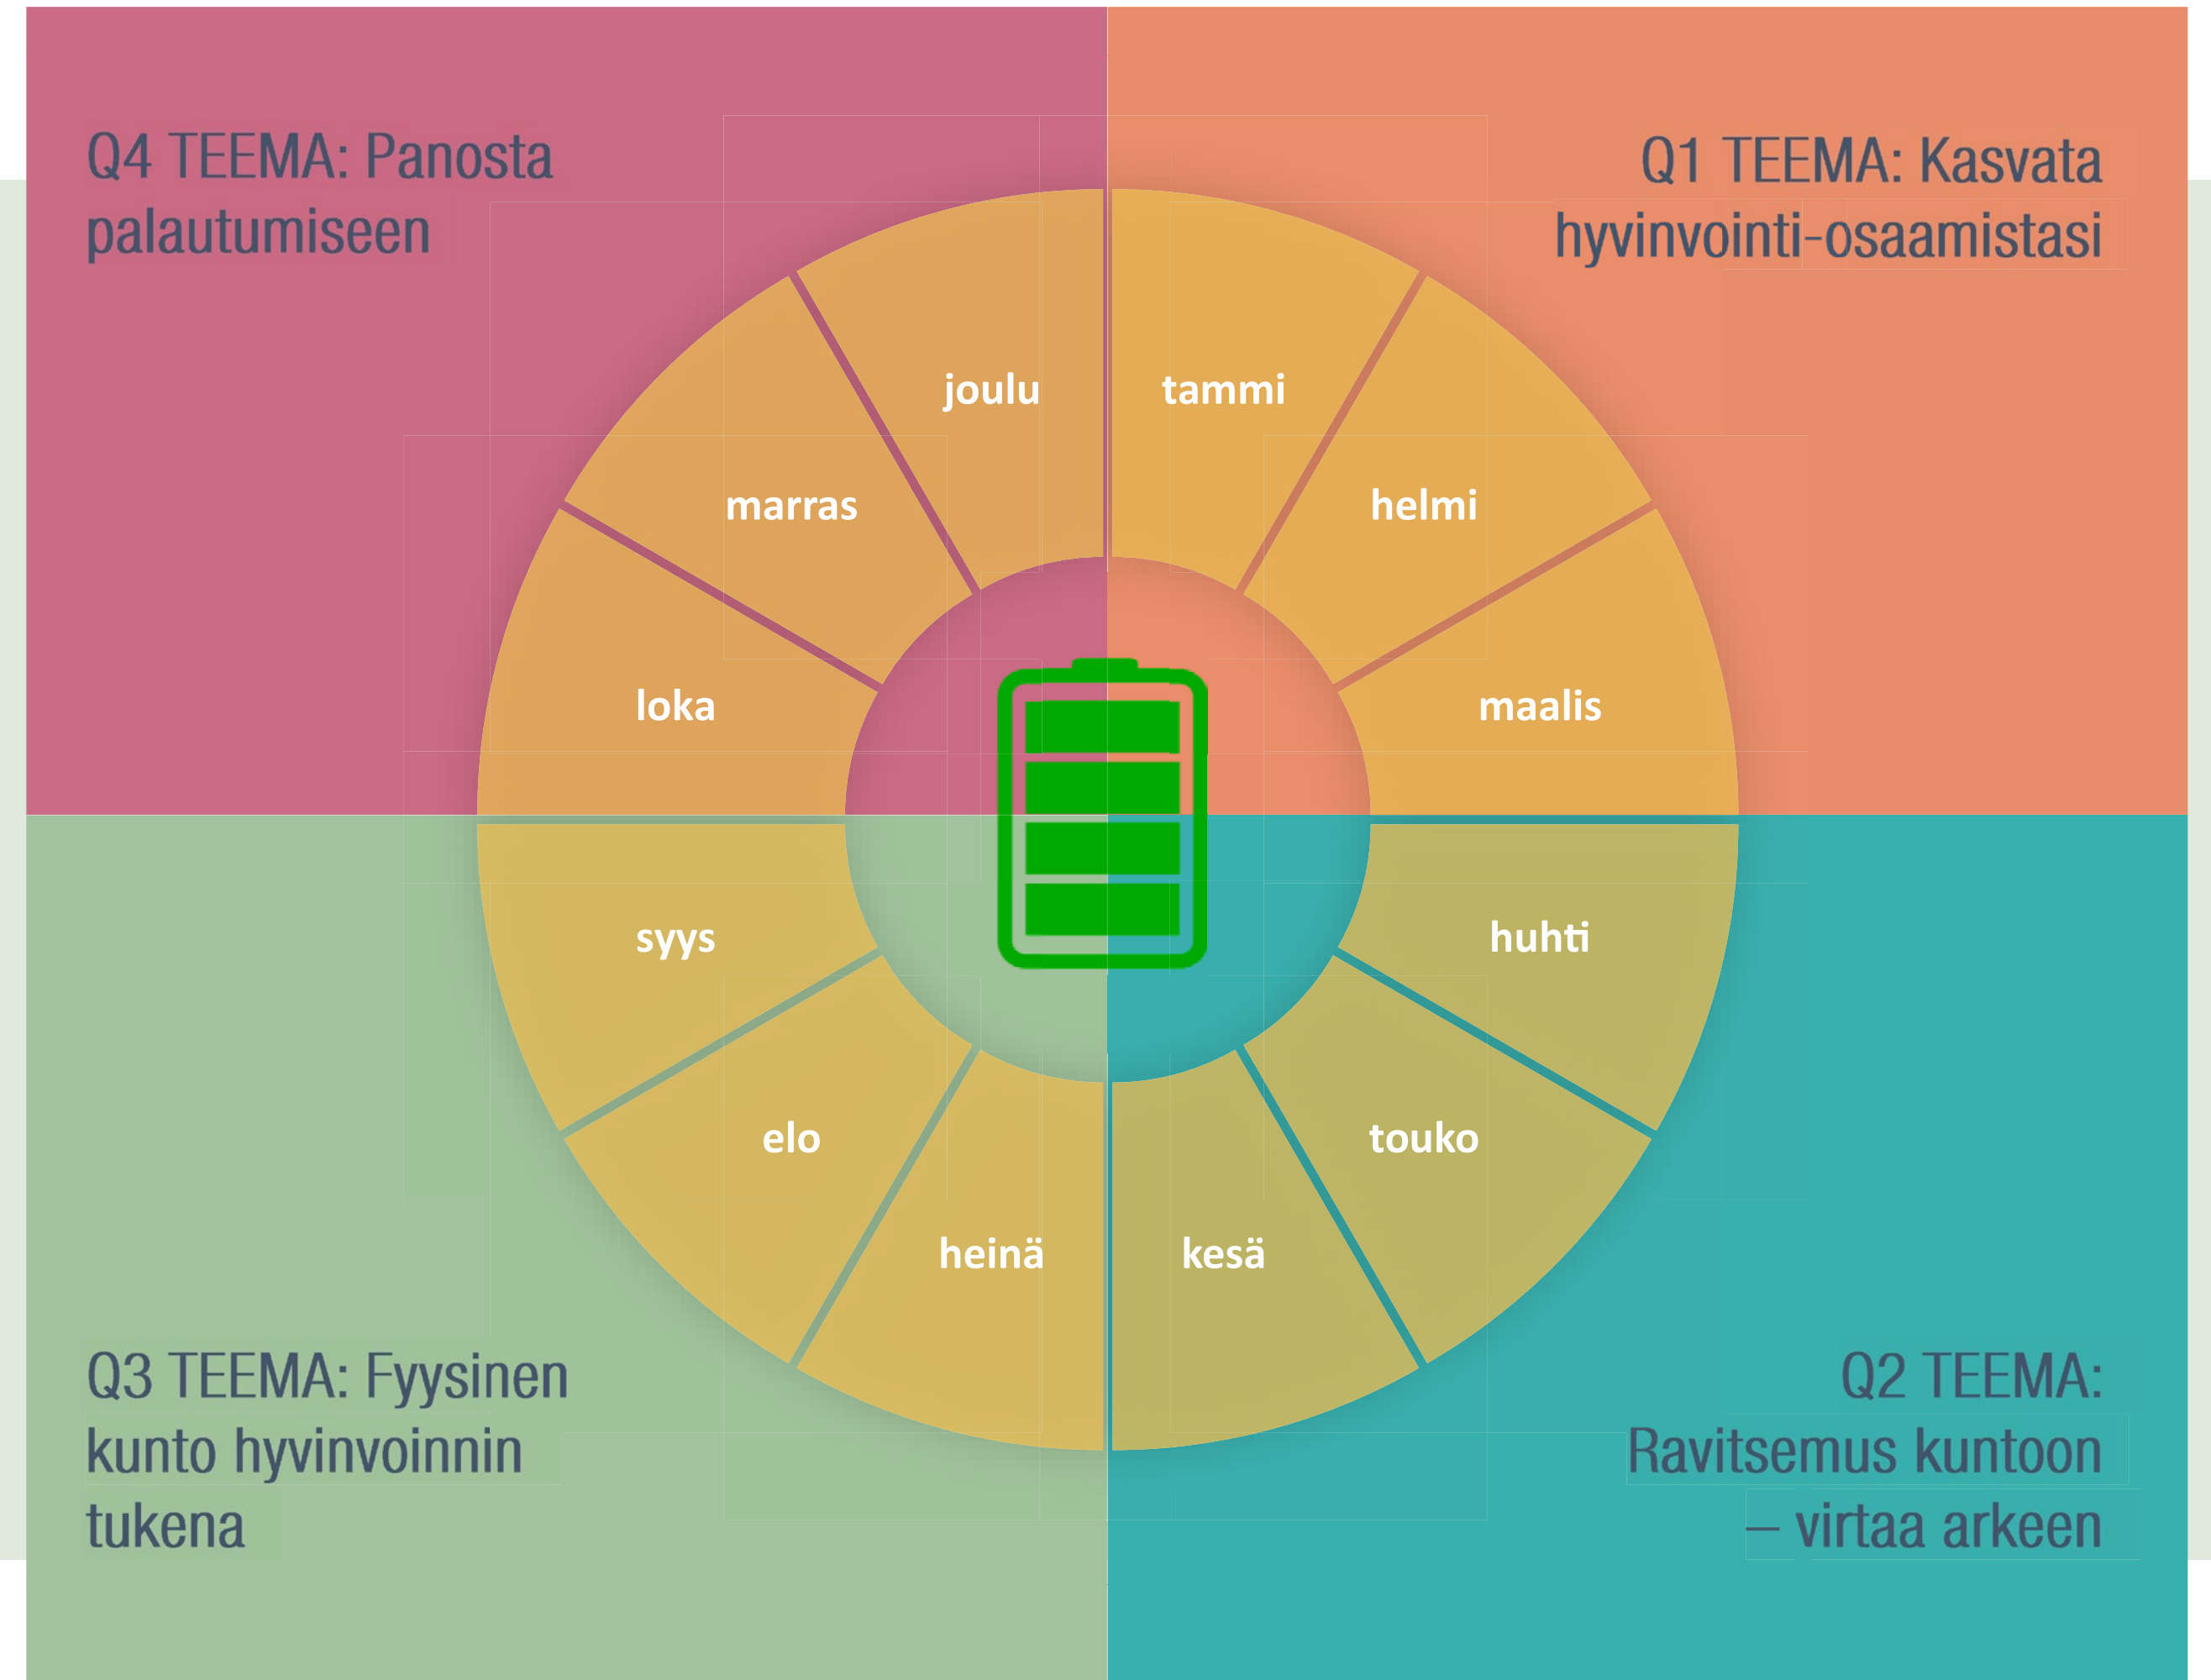 Q4 TEEMA: Panosta
palautumiseen
Q1 TEEMA: Kasvata
hyvinvointi-osaamistasi
joulu
tammi
marras
helmi
loka
maalis
syys
huhti
elo
touko
heinä
kesä
Q3 TEEMA: Fyysinen
kunto hyvinvoinnin
tukena
Q2 TEEMA:
Ravitsemus kuntoon
– virtaa arkeen